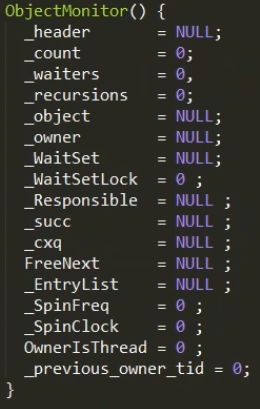 ObjectMonitor() {
_header = NULL;
_count = 0;
_waiters = 0,
_recursions = 0;
_object = NULL;
_owner = NULL;
_WaitSet = NULL;
_WaitSetLock = 0 ;
_Responsible = NULL ;
_succ = NULL ;
_cxq = NULL ;
FreeNext = NULL ;
_EntryList = NULL ;
_SpinFreq = 0 ;
_SpinClock = 0 ;
OwnerIsThread = 0 ;
_previous_owner_tid = 0;
}